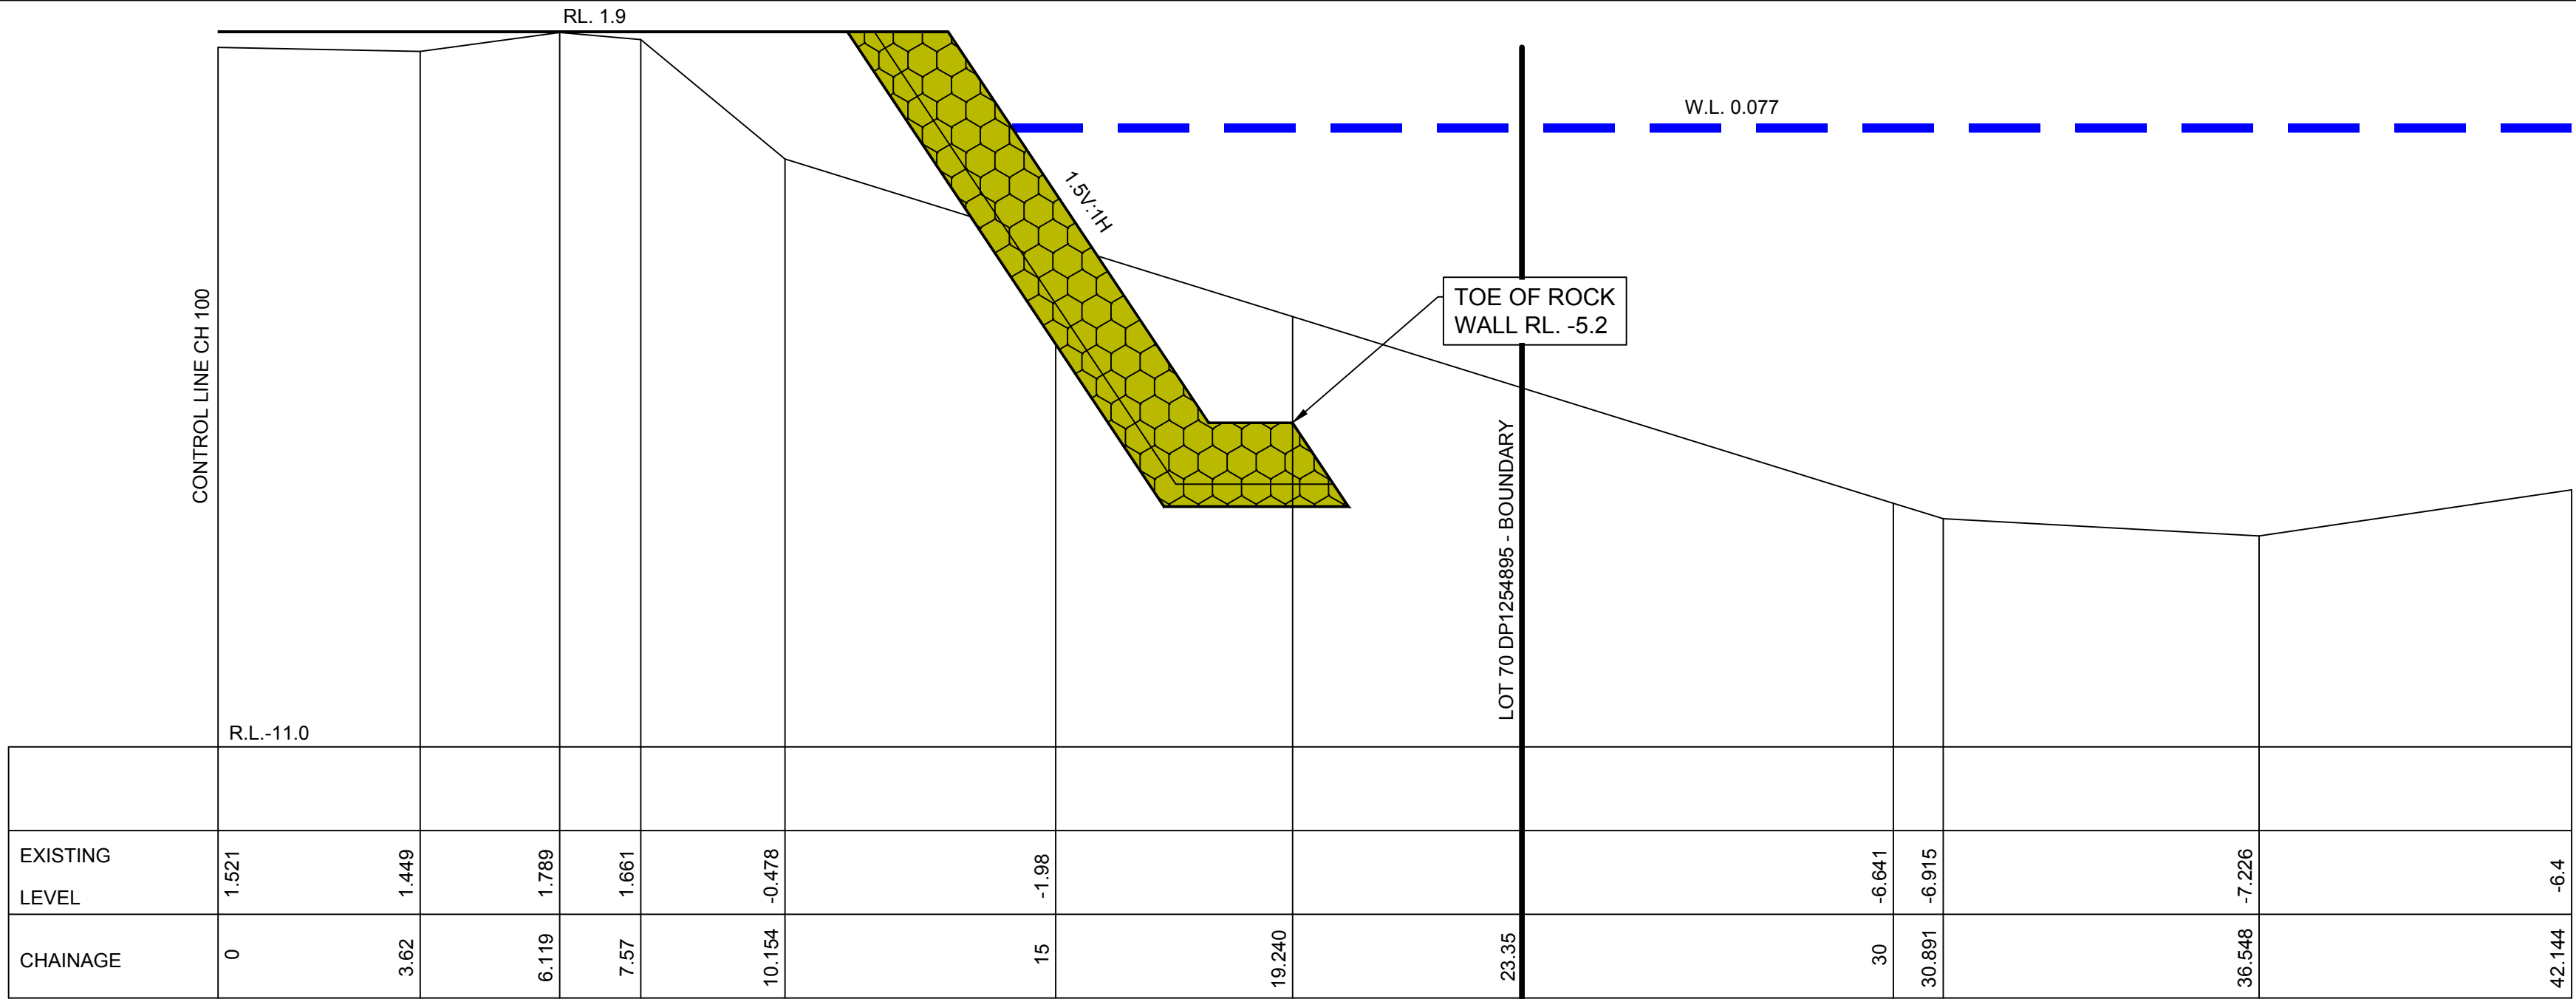 RL. 1.9
W.L. 0.077
1.5V:1H
TOE OF ROCK
WALL RL. -5.2
CONTROL LINE CH 100
LOT 70 DP1254895 - BOUNDARY
R.L.-11.0
EXISTING
LEVEL
1.521
1.449
1.789
1.661
-0.478
-1.98
-6.641
-6.915
-7.226
-6.4
CHAINAGE
0
3.62
6.119
7.57
10.154
15
19.240
23.35
30
30.891
36.548
42.144